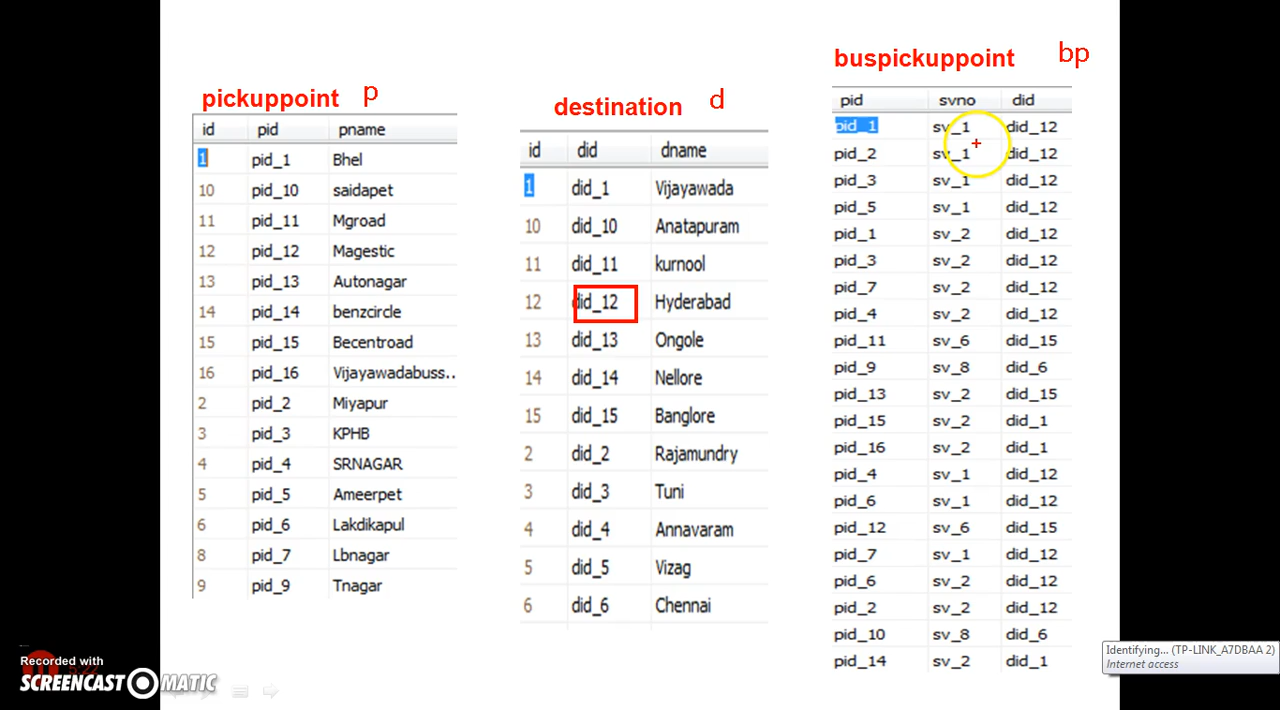 pickuppoint p
id pid pname
1 pid_1 Bhel
10 pid_10 saidapet
11 pid_11 Mgroad
12 pid_12 Magestic
13 pid_13 Autonagar
14 pid_14 benzcircle
15 pid_15 Becentroad
16 pid_16 Vijayawadabuss..
2 pid_2 Miyapur
3 pid_3 KPHB
4 pid_4 SRNAGAR
5 pid_5 Ameerpet
6 pid_6 Lakdikapul
8 pid_7 Lbnagar
9 pid_9 Tnagar
destination d
id did dname
1 did_1 Vijayawada
10 did_10 Anatapuram
11 did_11 kurnool
12 did_12 Hyderabad
13 did_13 Ongole
14 did_14 Nellore
15 did_15 Banglore
2 did_2 Rajamundry
3 did_3 Tuni
4 did_4 Annavaram
5 did_5 Vizag
6 did_6 Chennai
buspickuppoint bp
pid svno did
pid_1 sv_1 did_12
pid_2 sv_1 did_12
pid_3 sv_1 did_12
pid_5 sv_1 did_12
pid_1 sv_2 did_12
pid_3 sv_2 did_12
pid_7 sv_2 did_12
pid_4 sv_2 did_12
pid_11 sv_6 did_15
pid_9 sv_8 did_6
pid_13 sv_2 did_15
pid_15 sv_2 did_1
pid_16 sv_2 did_1
pid_4 sv_1 did_12
pid_6 sv_1 did_12
pid_12 sv_6 did_15
pid_7 sv_1 did_12
pid_6 sv_2 did_12
pid_2 sv_2 did_12
pid_10 sv_8 did_6
pid_14 sv_2 did_1
Identifying... (TP-LINK_A7DBAA 2)
Internet access
Recorded with
SCREENCAST MATIC